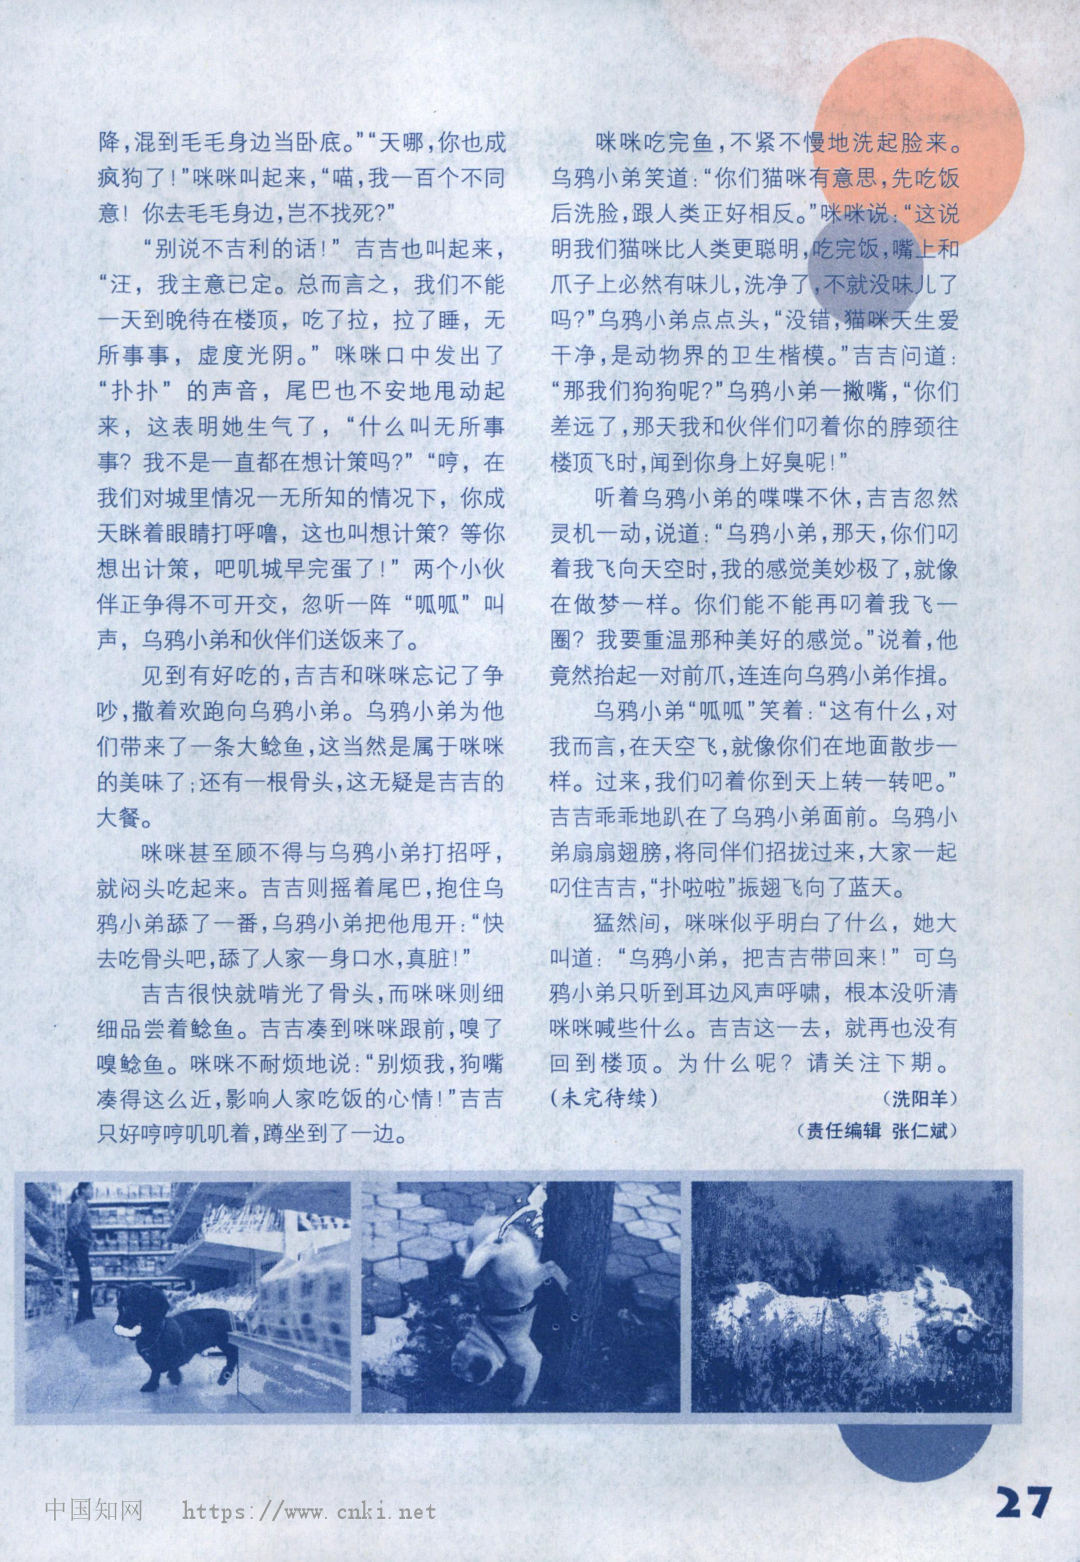 降,混到毛毛身边当卧底。”“天哪,你也成
疯狗了!”咪咪叫起来,“喵,我一百个不同
意! 你去毛毛身边,岂不找死?”
“别说不吉利的话!” 吉吉也叫起来,
“汪, 我主意已定。总而言之, 我们不能
一天到晚待在楼顶, 吃了拉, 拉了睡, 无
所事事, 虚度光阴。” 咪咪口中发出了
“扑扑” 的声音, 尾巴也不安地甩动起
来, 这表明她生气了, “什么叫无所事
事? 我不是一直都在想计策吗?” “哼, 在
我们对城里情况一无所知的情况下, 你成
天眯着眼睛打呼噜, 这也叫想计策? 等你
想出计策, 吧叽城早完蛋了!” 两个小伙
伴正争得不可开交, 忽听一阵 “呱呱” 叫
声, 乌鸦小弟和伙伴们送饭来了。
见到有好吃的,吉吉和咪咪忘记了争
吵,撒着欢跑向乌鸦小弟。乌鸦小弟为他
们带来了一条大鲶鱼,这当然是属于咪咪
的美味了;还有一根骨头,这无疑是吉吉的
大餐。
咪咪甚至顾不得与乌鸦小弟打招呼,
就闷头吃起来。吉吉则摇着尾巴,抱住乌
鸦小弟舔了一番,乌鸦小弟把他甩开:“快
去吃骨头吧,舔了人家一身口水,真脏!”
吉吉很快就啃光了骨头,而咪咪则细
细品尝着鲶鱼。吉吉凑到咪咪跟前,嗅了
嗅鲶鱼。咪咪不耐烦地说:“别烦我,狗嘴
凑得这么近,影响人家吃饭的心情!”吉吉
只好哼哼叽叽着,蹲坐到了一边。
咪咪吃完鱼,不紧不慢地洗起脸来。
乌鸦小弟笑道:“你们猫咪有意思,先吃饭
后洗脸,跟人类正好相反。”咪咪说:“这说
明我们猫咪比人类更聪明,吃完饭,嘴上和
爪子上必然有味儿,洗净了,不就没味儿了
吗?”乌鸦小弟点点头,“没错,猫咪天生爱
干净,是动物界的卫生楷模。”吉吉问道:
“那我们狗狗呢?”乌鸦小弟一撇嘴,“你们
差远了,那天我和伙伴们叼着你的脖颈往
楼顶飞时,闻到你身上好臭呢!”
听着乌鸦小弟的喋喋不休,吉吉忽然
灵机一动,说道:“乌鸦小弟,那天,你们叼
着我飞向天空时,我的感觉美妙极了,就像
在做梦一样。你们能不能再叼着我飞一
圈? 我要重温那种美好的感觉。”说着,他
竟然抬起一对前爪,连连向乌鸦小弟作揖。
乌鸦小弟“呱呱”笑着:“这有什么,对
我而言,在天空飞,就像你们在地面散步一
样。过来,我们叼着你到天上转一转吧。”
吉吉乖乖地趴在了乌鸦小弟面前。乌鸦小
弟扇扇翅膀,将同伴们招拢过来,大家一起
叼住吉吉,“扑啦啦”振翅飞向了蓝天。
猛然间, 咪咪似乎明白了什么, 她大
叫道: “乌鸦小弟, 把吉吉带回来!” 可乌
鸦小弟只听到耳边风声呼啸, 根本没听清
咪咪喊些什么。吉吉这一去, 就再也没有
回到楼顶。为什么呢? 请关注下期。
(未完待续) (洗阳羊)
(责任编辑 张仁斌)
27
中国知网 https://www.cnki.net